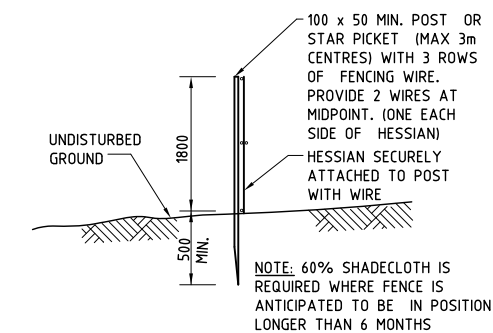 100 x 50 MIN. POST OR
STAR PICKET (MAX 3m
CENTRES) WITH 3 ROWS
OF FENCING WIRE.
PROVIDE 2 WIRES AT
MIDPOINT. (ONE EACH
SIDE OF HESSIAN)
HESSIAN SECURELY
ATTACHED TO POST
WITH WIRE
UNDISTURBED
GROUND
1800
500
MIN.
NOTE: 60% SHADECLOTH IS
REQUIRED WHERE FENCE IS
ANTICIPATED TO BE IN POSITION
LONGER THAN 6 MONTHS